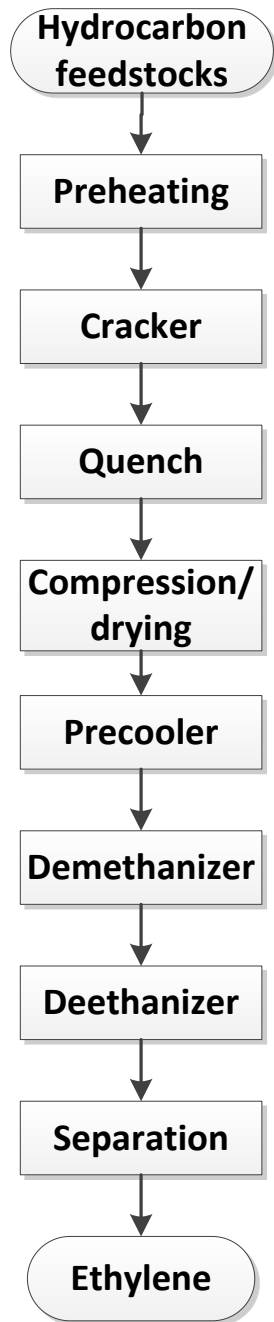 Hydrocarbon
feedstocks
Preheating
Cracker
Quench
Compression/
drying
Precooler
Demethanizer
Deethanizer
Separation
Ethylene